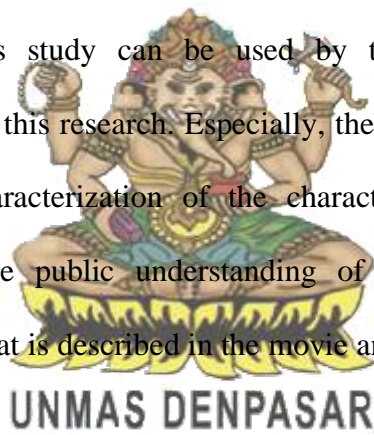 s study can be used by t
this research. Especially, the
aracterization of the charact
e public understanding of
at is described in the movie an
UNMAS DENPASAR